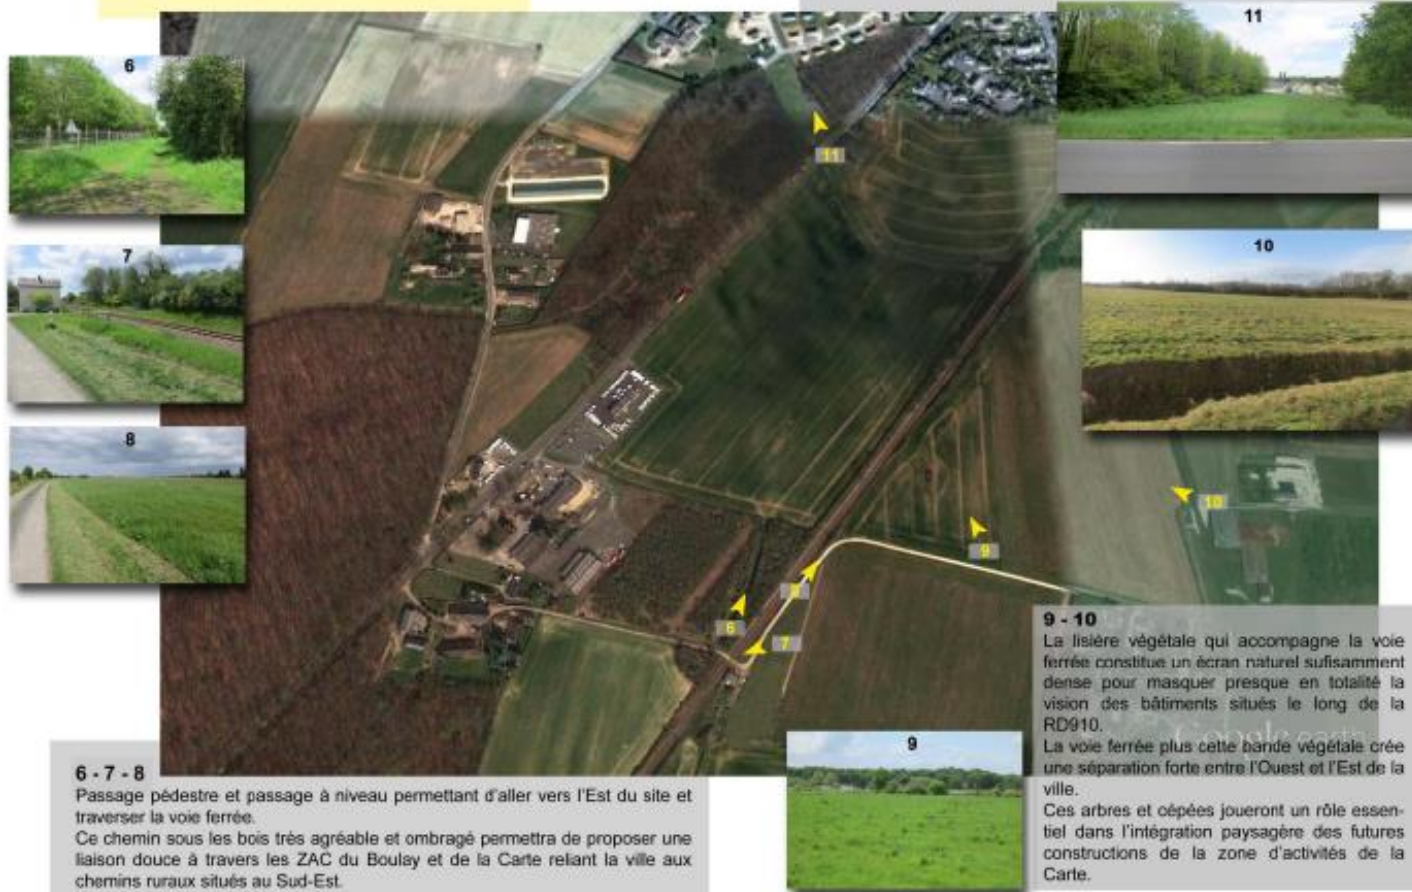 11
6
11
10
7
8
10
9
8
6
7
9 - 10
La lisière végétale qui accompagne la voie
ferrée constitue un écran naturel sufisamment
dense pour masquer presque en totalité la
vision des bâtiments situés le long de la
RD910.
Google earth
La voie ferrée plus cette bande végétale crée
une séparation forte entre l'Ouest et l'Est de la
ville.
Ces arbres et cépées joueront un rôle essen-
tiel dans l'intégration paysagère des futures
constructions de la zone d'activités de la
Carte.
9
6 - 7 - 8
Passage pédestre et passage à niveau permettant d'aller vers l'Est du site et
traverser la voie ferrée.
Ce chemin sous les bois très agréable et ombragé permettra de proposer une
liaison douce à travers les ZAC du Boulay et de la Carte reliant la ville aux
chemins ruraux situés au Sud-Est.